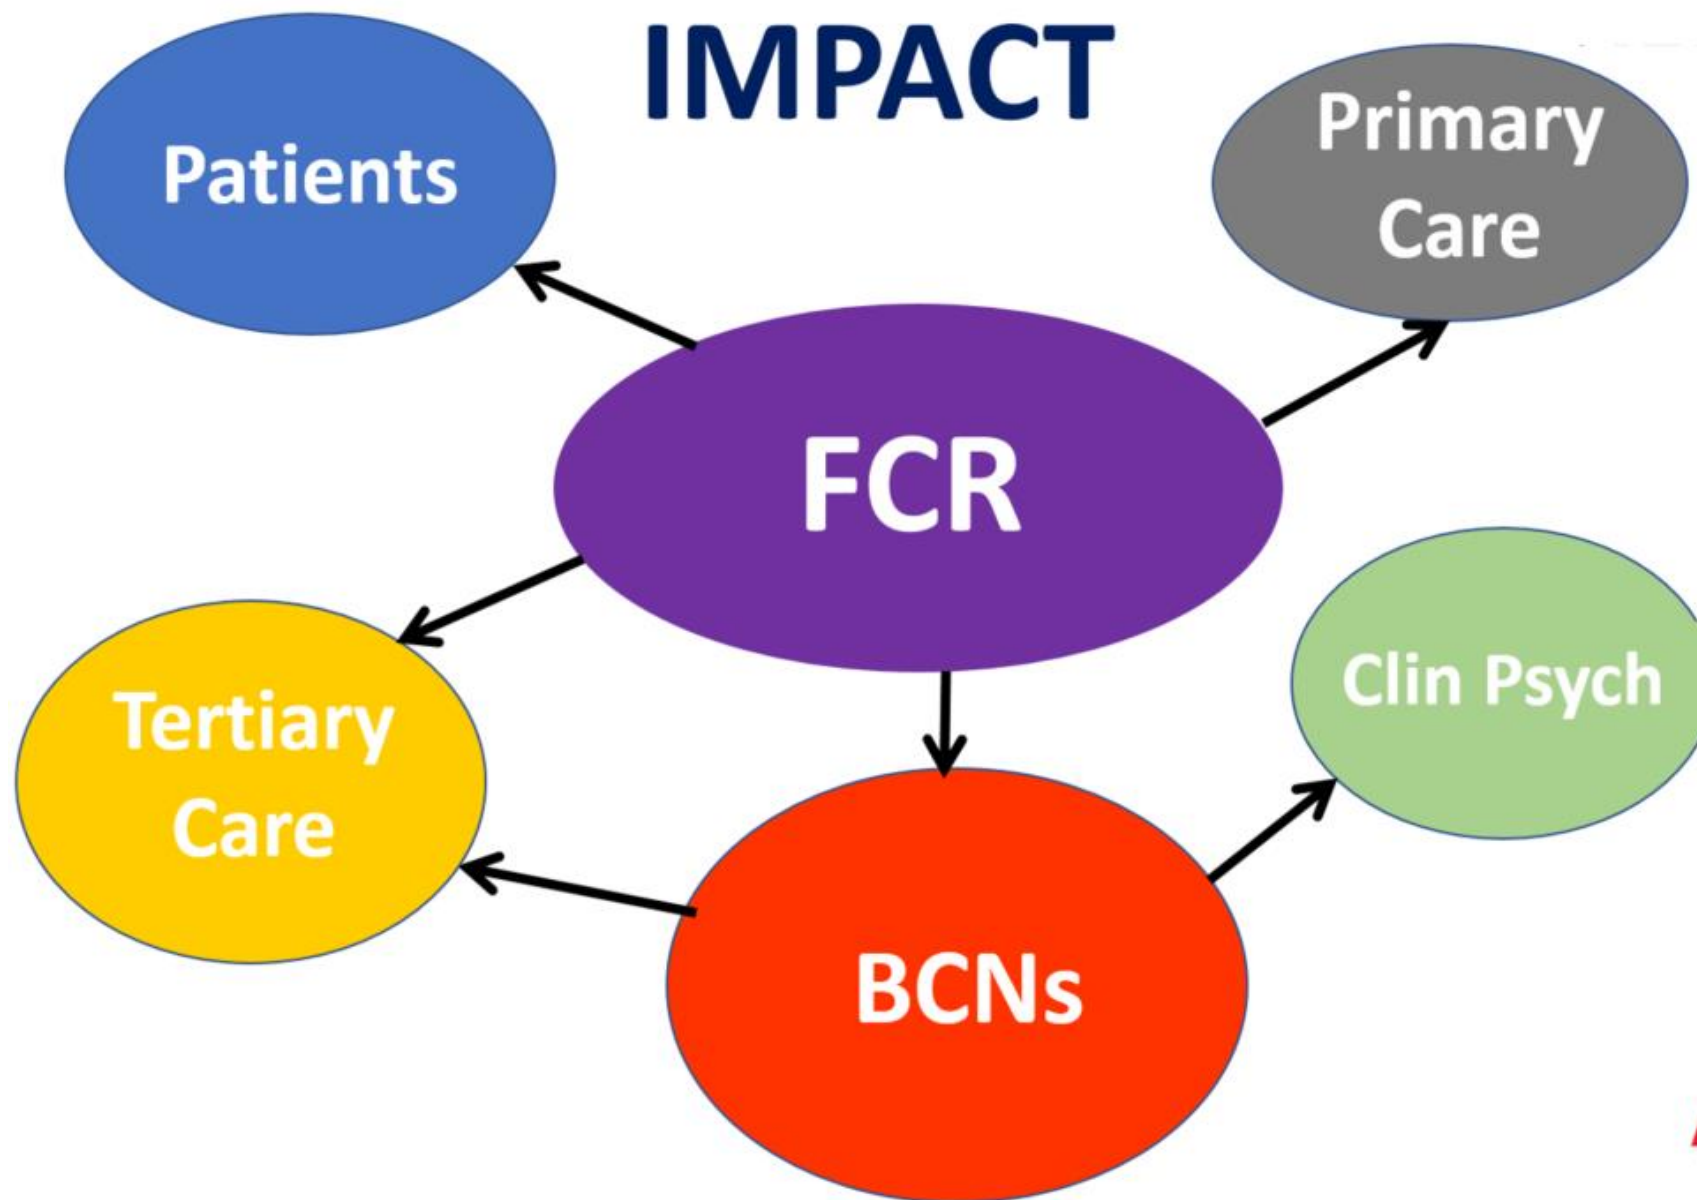 IMPACT
Patients
Primary
Care
FCR
Clin Psych
Tertiary
Care
BCNs